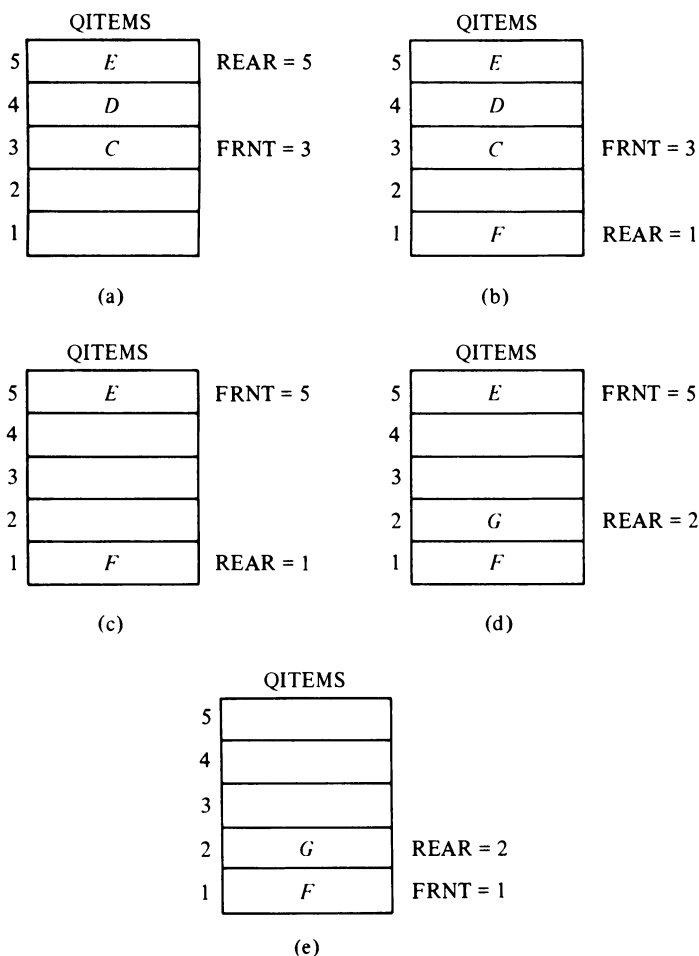 QITEMS
5 E REAR = 5
4 D
3 C FRNT = 3
2
1
(a)
QITEMS
5 E
4 D
3 C FRNT = 3
2
1 F REAR = 1
(b)
QITEMS
5 E FRNT = 5
4
3
2
1 F REAR = 1
(c)
QITEMS
5 E FRNT = 5
4
3
2 G REAR = 2
1 F
(d)
QITEMS
5
4
3
2 G REAR = 2
1 F FRNT = 1
(e)